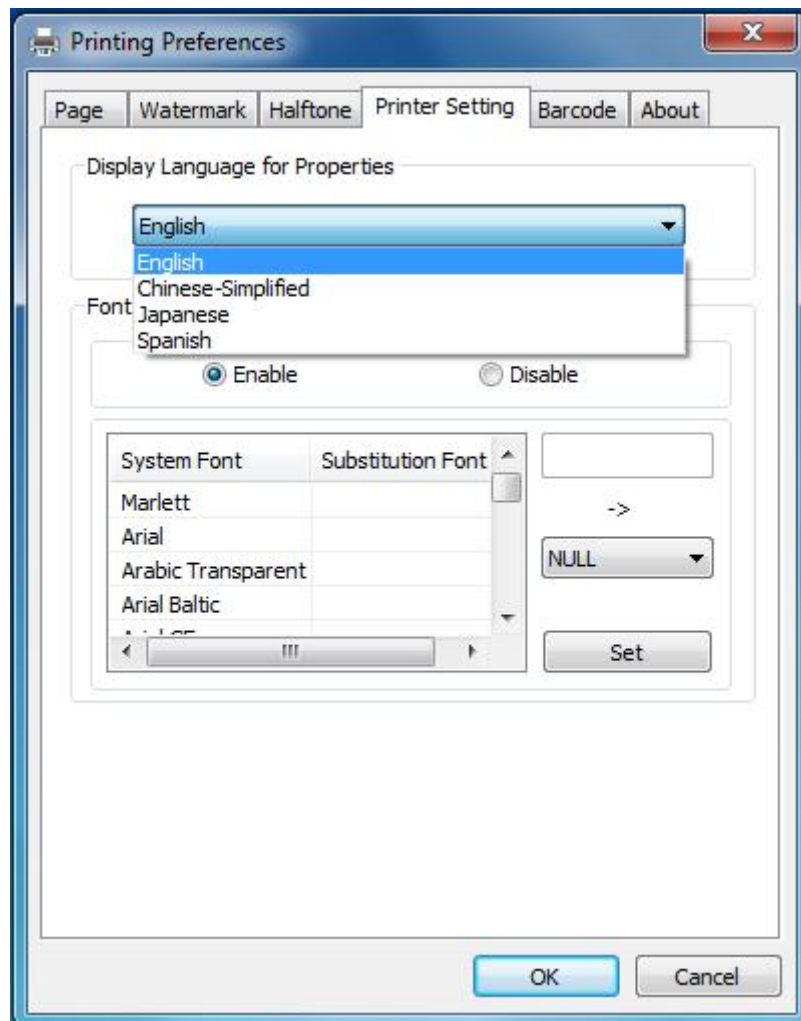 Printing Preferences
Page Watermark Halftone Printer Setting Barcode About
Display Language for Properties
English
English
Chinese-Simplified
Japanese
Spanish
Font
Enable Disable
System Font Substitution Font
Marlett
->
Arial
NULL
Arabic Transparent
Arial Baltic
Set
OK Cancel